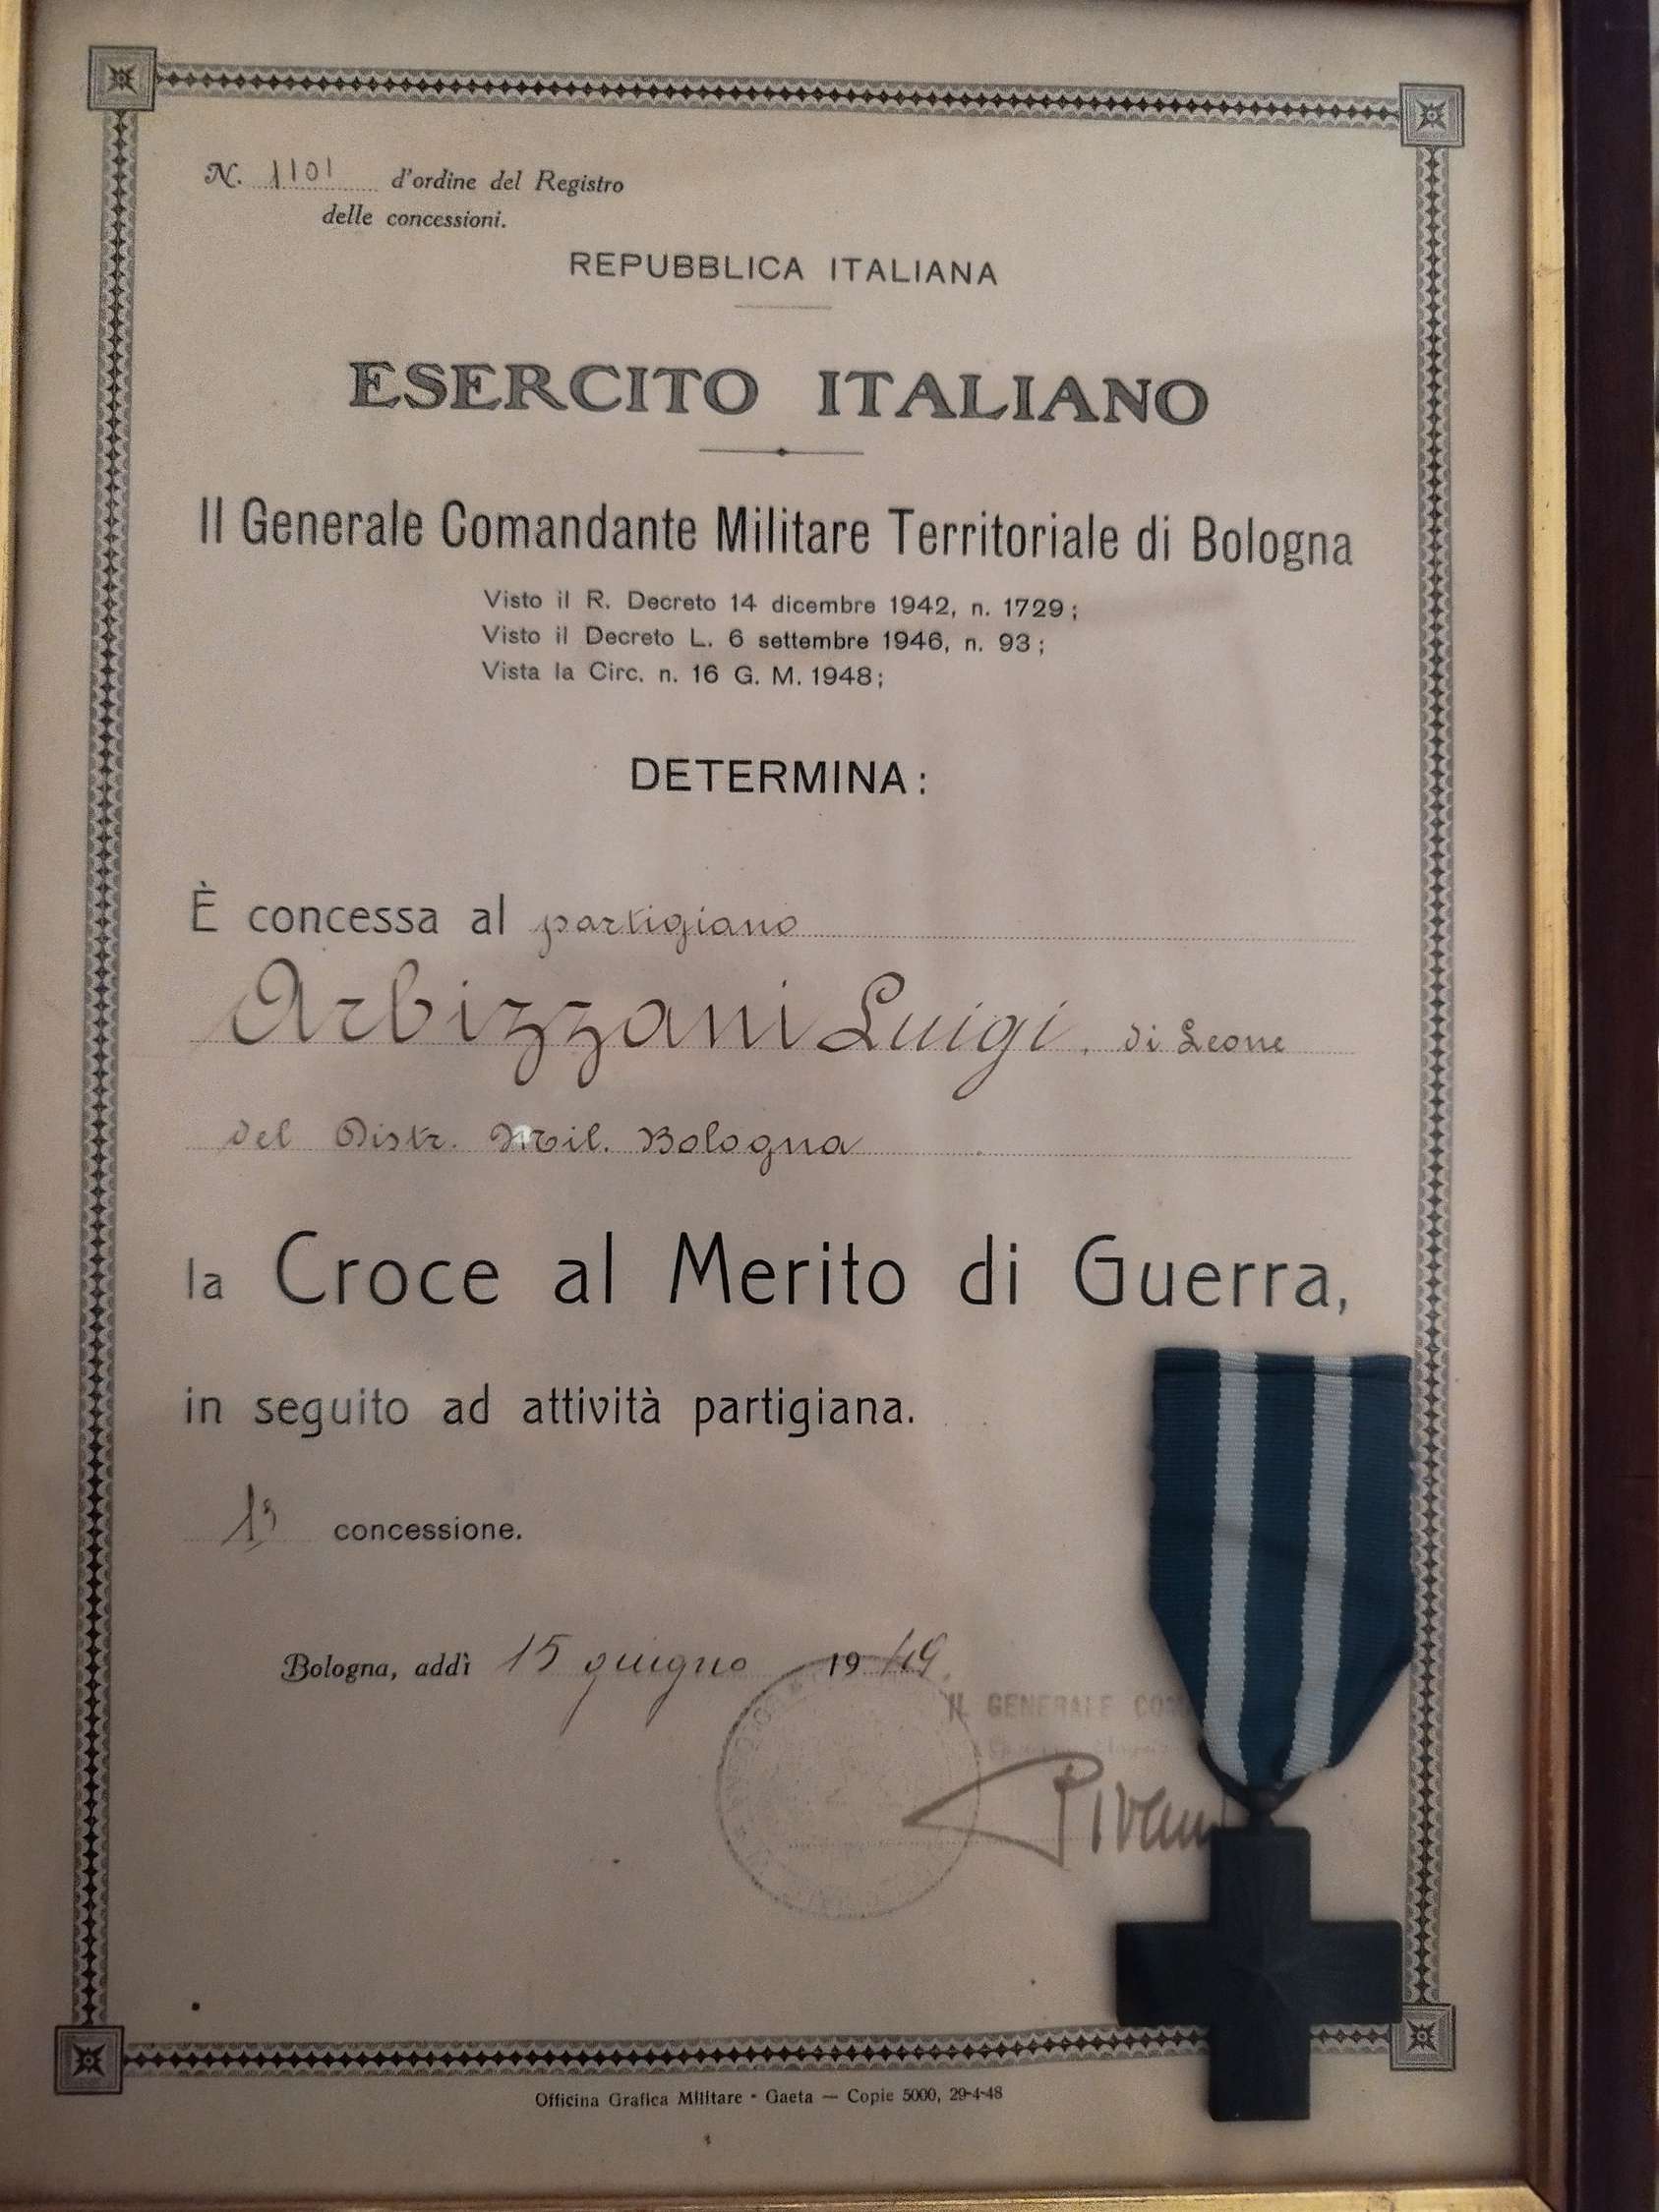 N. 1101 d'ordine del Registro
delle concessioni.
REPUBBLICA ITALIANA
ESERCITO ITALIANO
Il Generale Comandante Militare Territoriale di Bologna
Visto il R. Decreto 14 dicembre 1942, n. 1729;
Visto il Decreto L. 6 settembre 1946, n. 93;
Vista la Circ. n. 16 G. M. 1948;
DETERMINA:
È concessa al partigiano
Arbizzani Luigi. di Leone
del Distr. Mil. Bologna
la Croce al Merito di Guerra,
in seguito ad attività partigiana.
1ª concessione.
Bologna, addì 15 giugno 1949.
IL GENERALE
Officina Grafica Militare - Gaeta — Copie 5000, 29-4-48